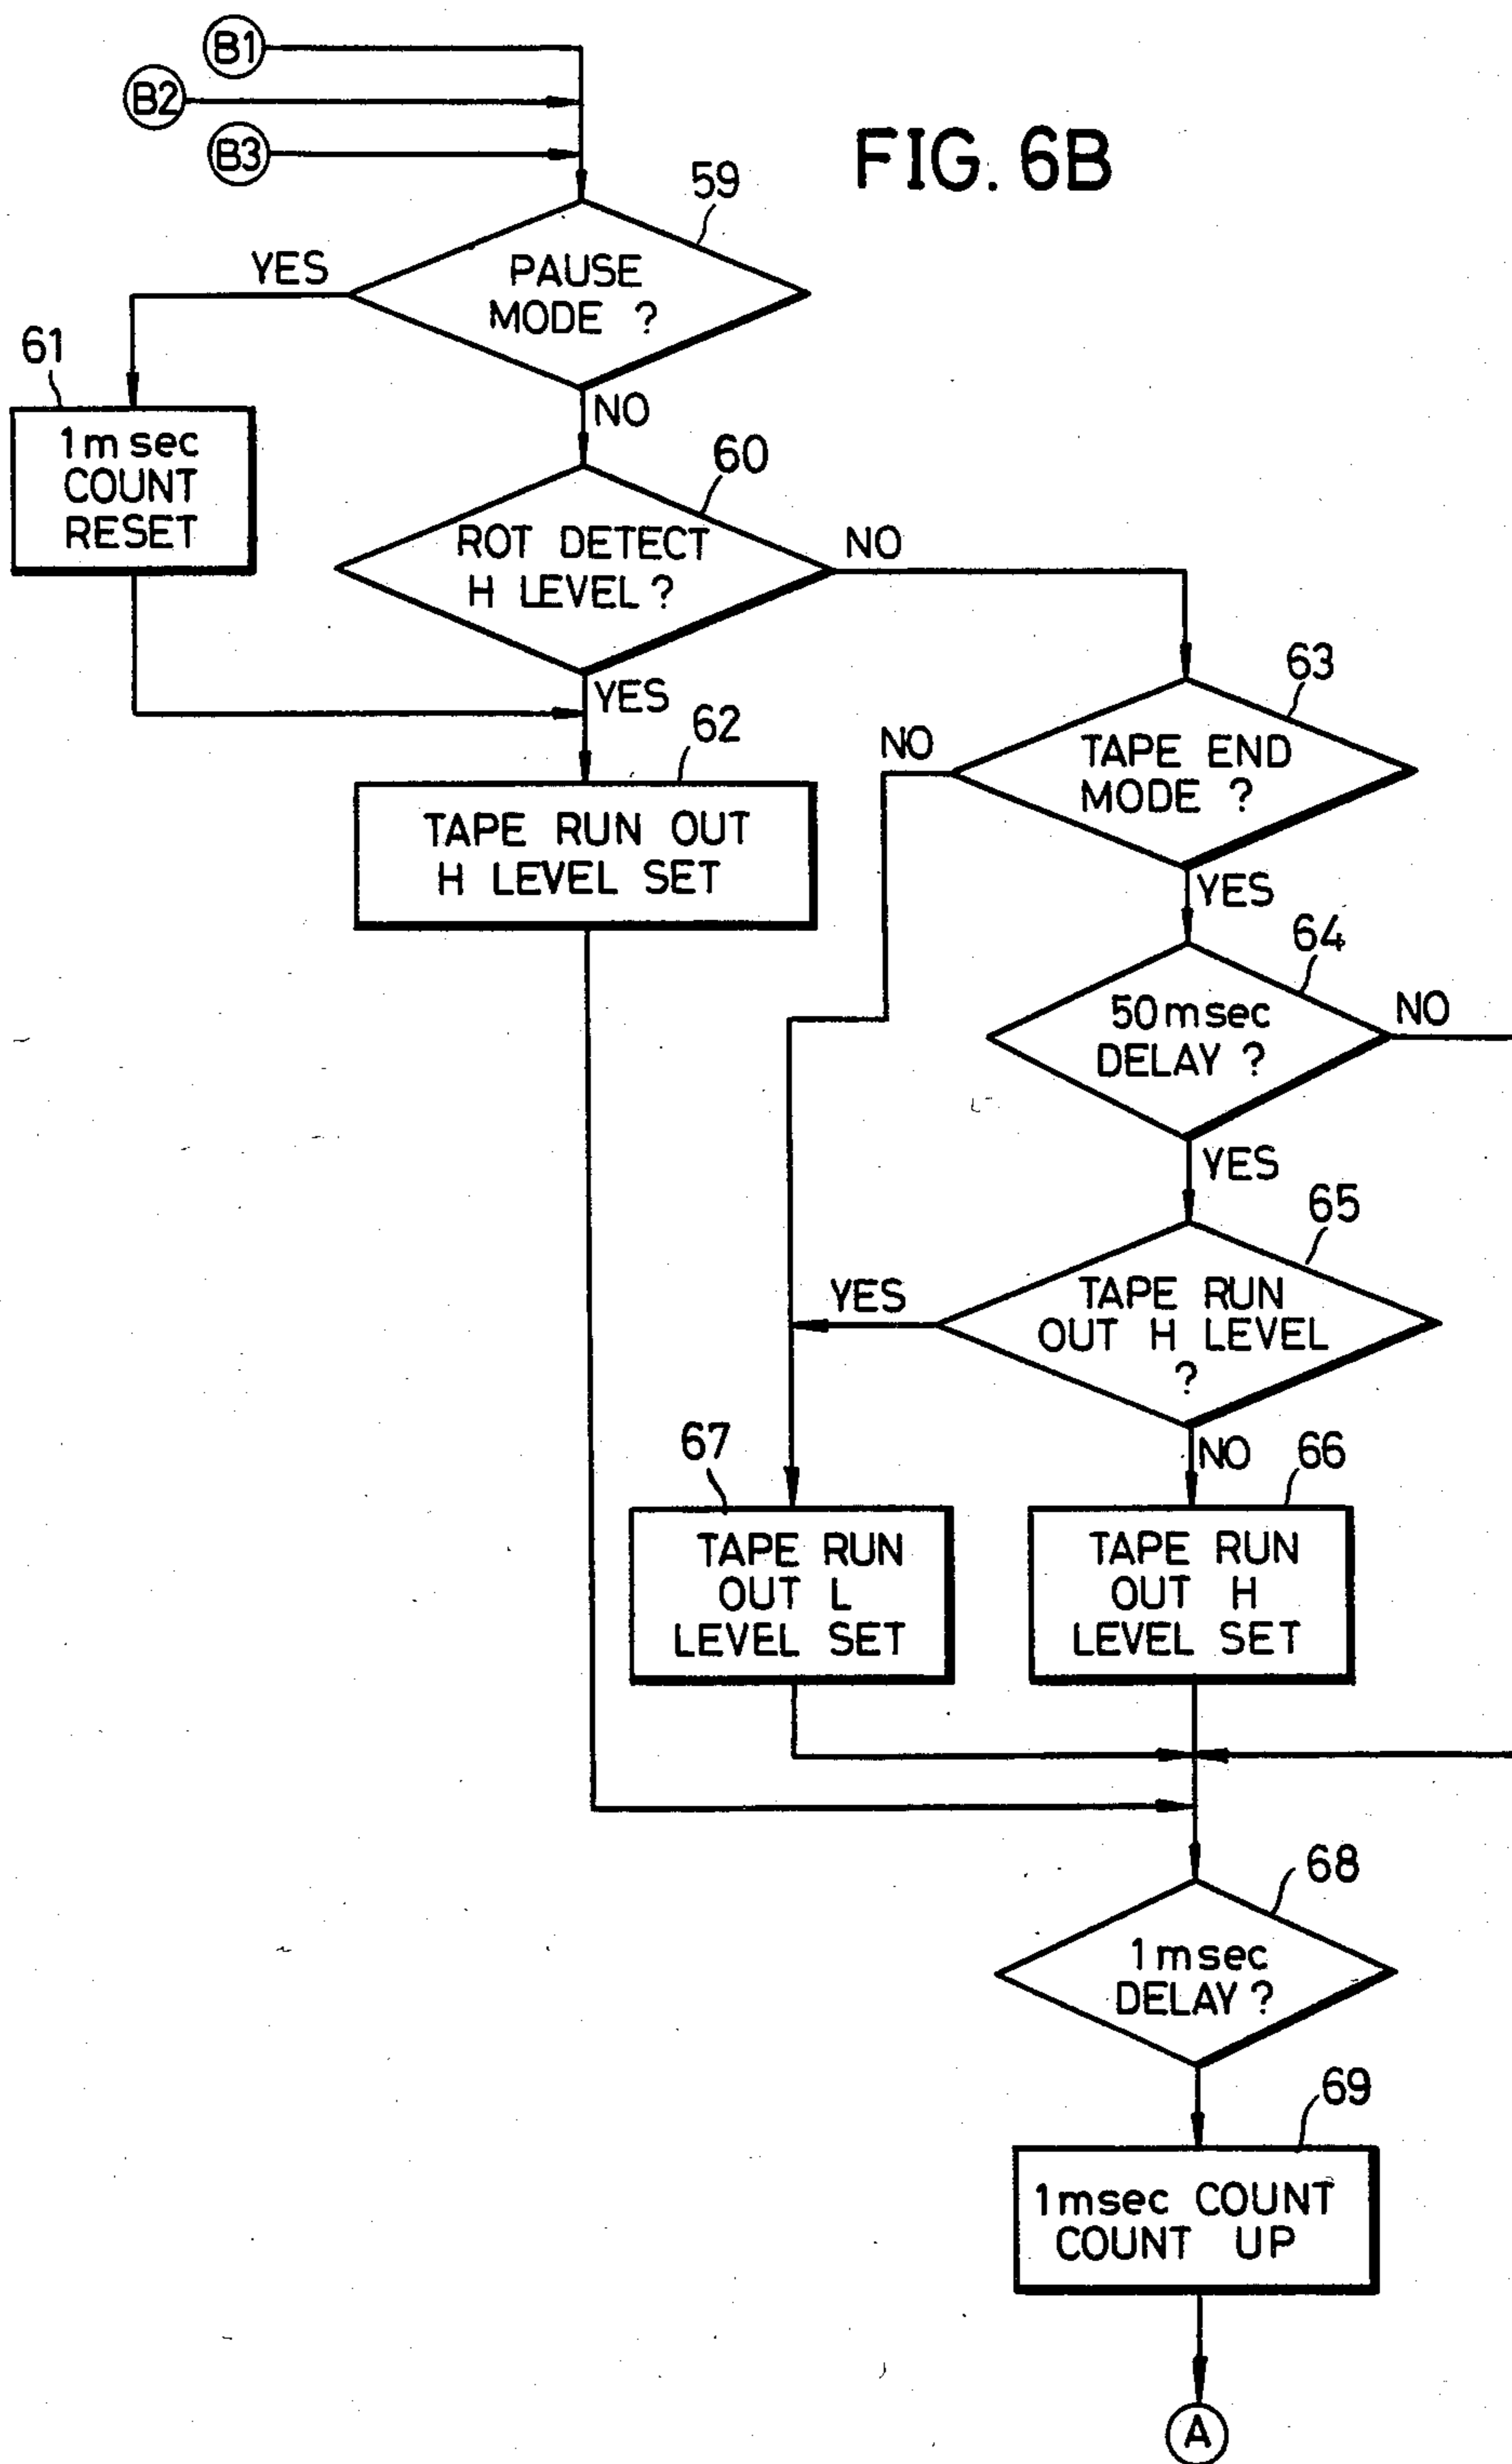 B1
B2
B3
FIG. 6B
59
YES
PAUSE
MODE ?
61
NO
1m sec
COUNT
RESET
60
ROT DETECT
H LEVEL ?
NO
YES
63
62
NO
TAPE END
MODE ?
TAPE RUN OUT
H LEVEL SET
YES
64
50msec
DELAY ?
NO
YES
65
YES
TAPE RUN
OUT H LEVEL
?
67
NO
66
TAPE RUN
OUT L
LEVEL SET
TAPE RUN
OUT H
LEVEL SET
68
1msec
DELAY ?
69
1msec COUNT
COUNT UP
A